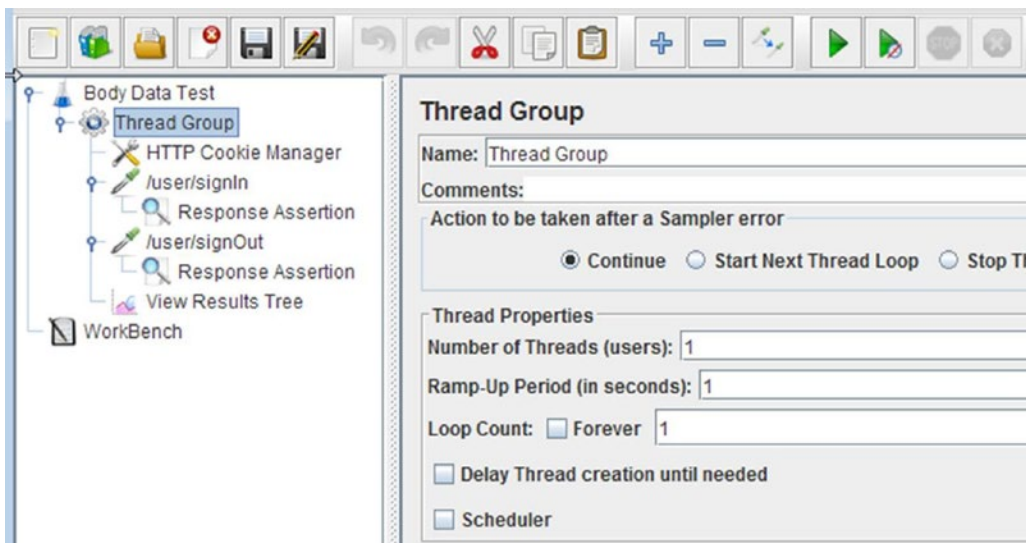 STOP
Body Data Test
Thread Group
HTTP Cookie Manager
/user/signIn
Response Assertion
/user/signOut
Response Assertion
View Results Tree
WorkBench
Thread Group
Name: Thread Group
Comments:
Action to be taken after a Sampler error
Continue Start Next Thread Loop Stop Th
Thread Properties
Number of Threads (users): 1
Ramp-Up Period (in seconds): 1
Loop Count: Forever 1
Delay Thread creation until needed
Scheduler